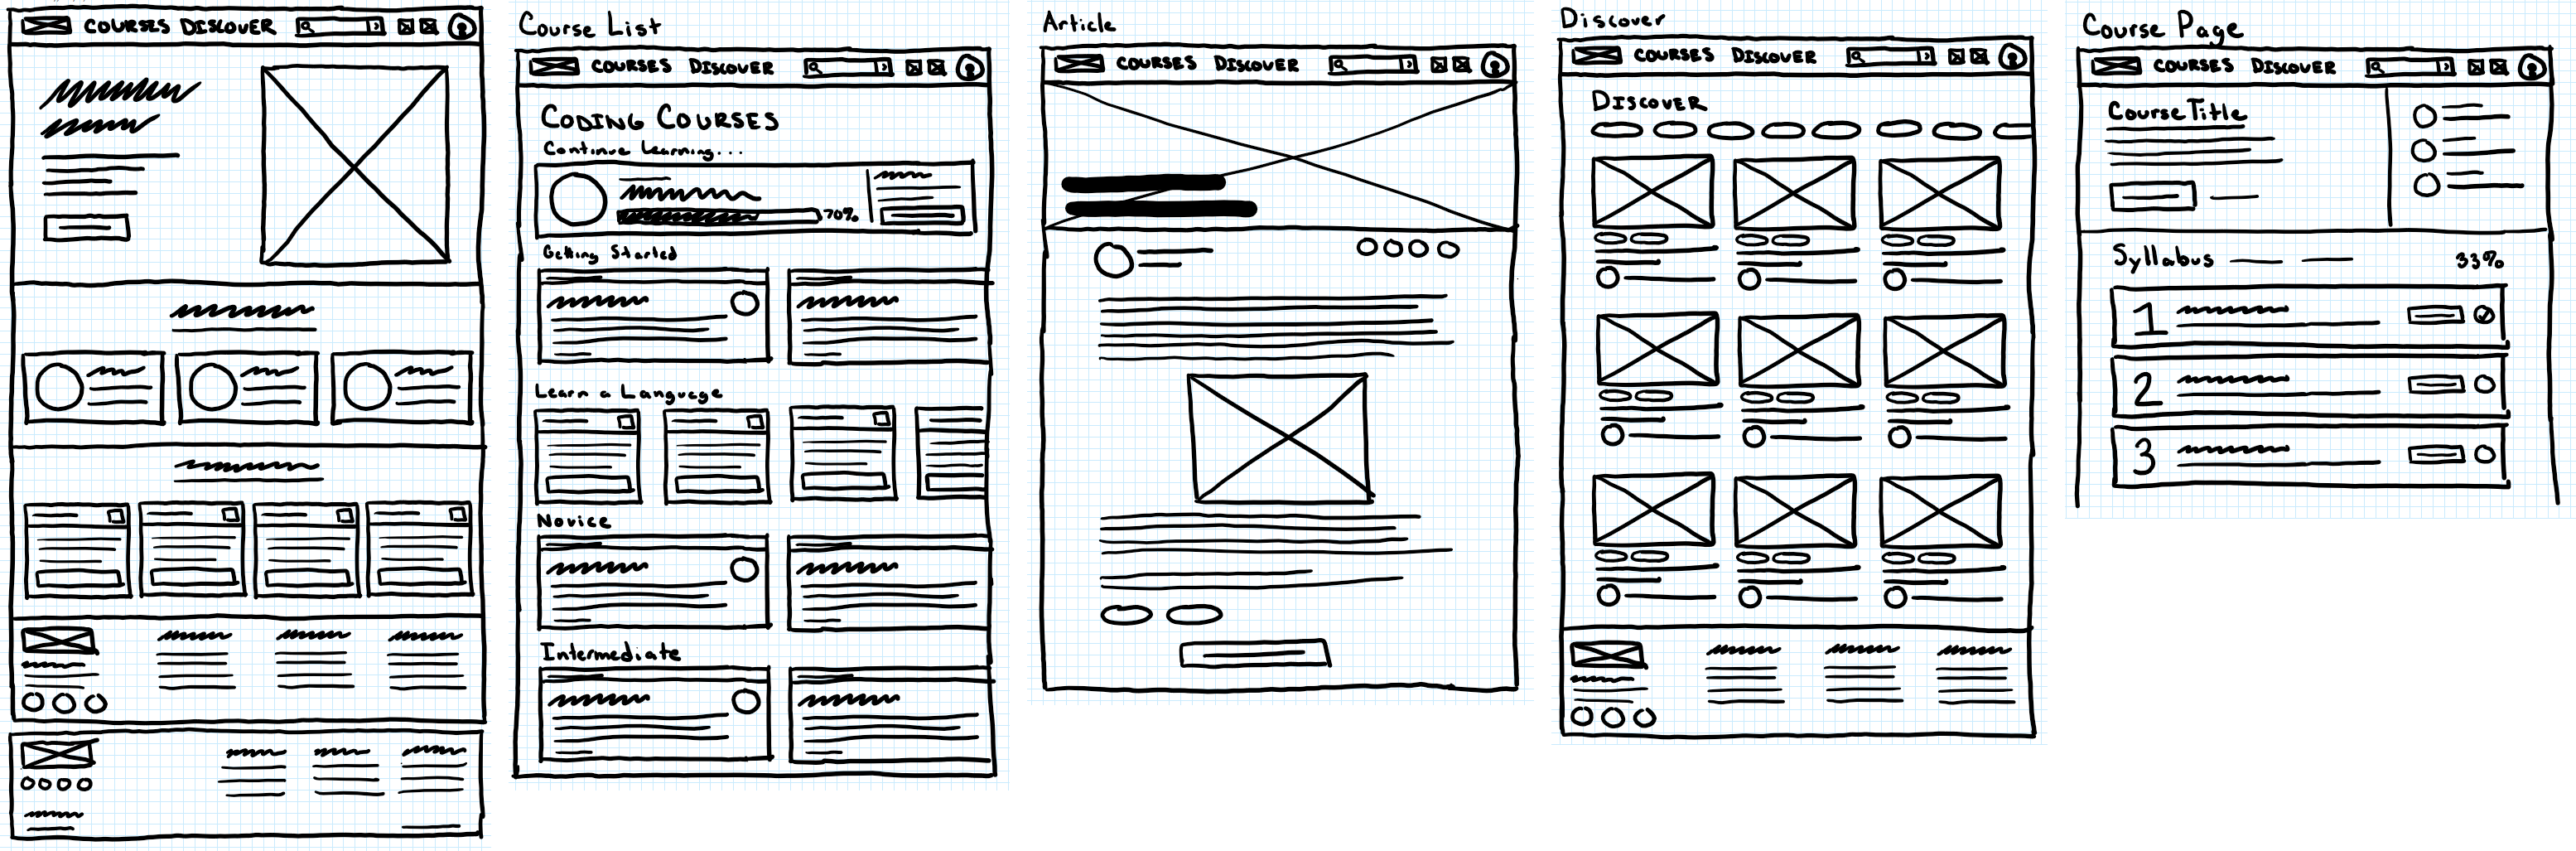 COURSES DISCOVER
Course List
COURSES DISCOVER
CODING COURSES
Continue Learning...
70%
Getting Started
Learn a Language
Novice
Intermediate
Article
COURSES DISCOVER
Discover
COURSES DISCOVER
DISCOVER
Course Page
COURSES DISCOVER
Course Title
Syllabus 33%
1
2
3